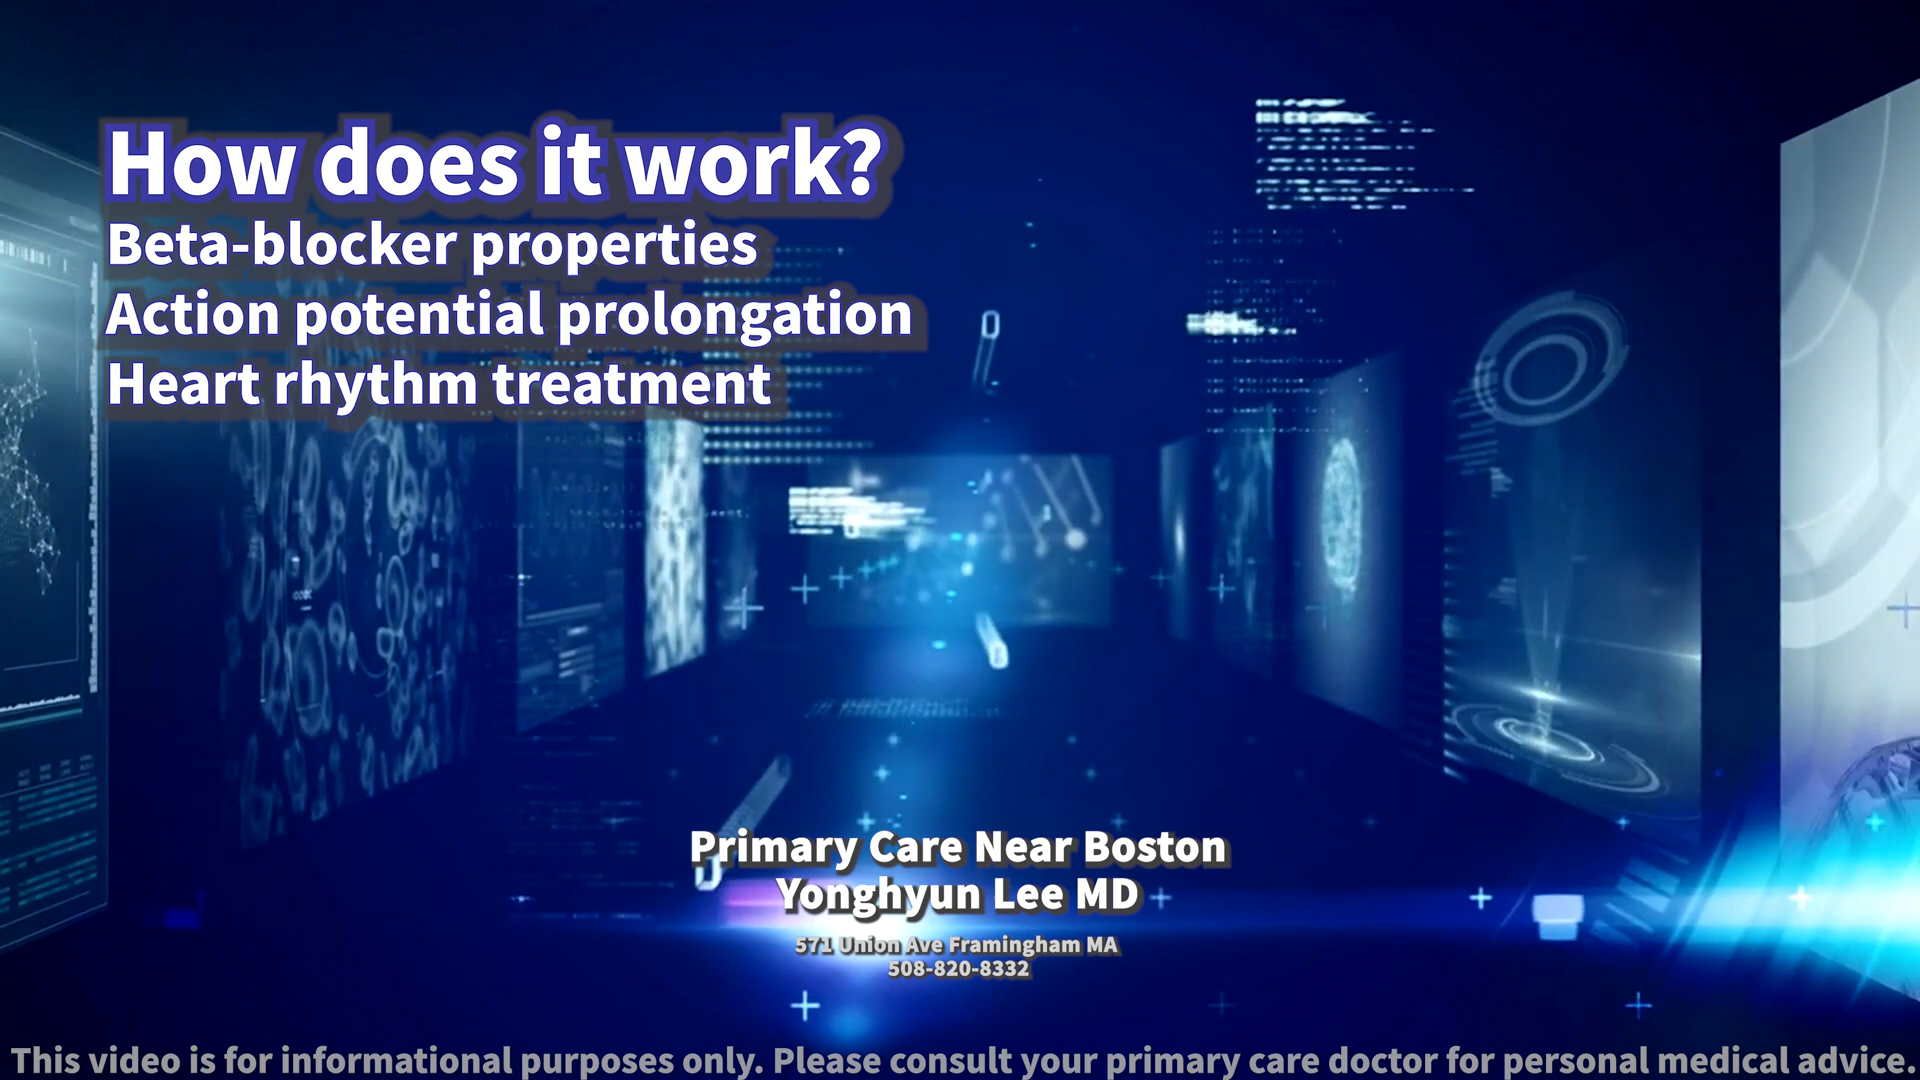 How does it work?
Beta-blocker properties
Action potential prolongation
Heart rhythm treatment
Primary Care Near Boston
Yonghyun Lee MD
571 Union Ave Framingham MA
508-820-8332
This video is for informational purposes only. Please consult your primary care doctor for personal medical advice.